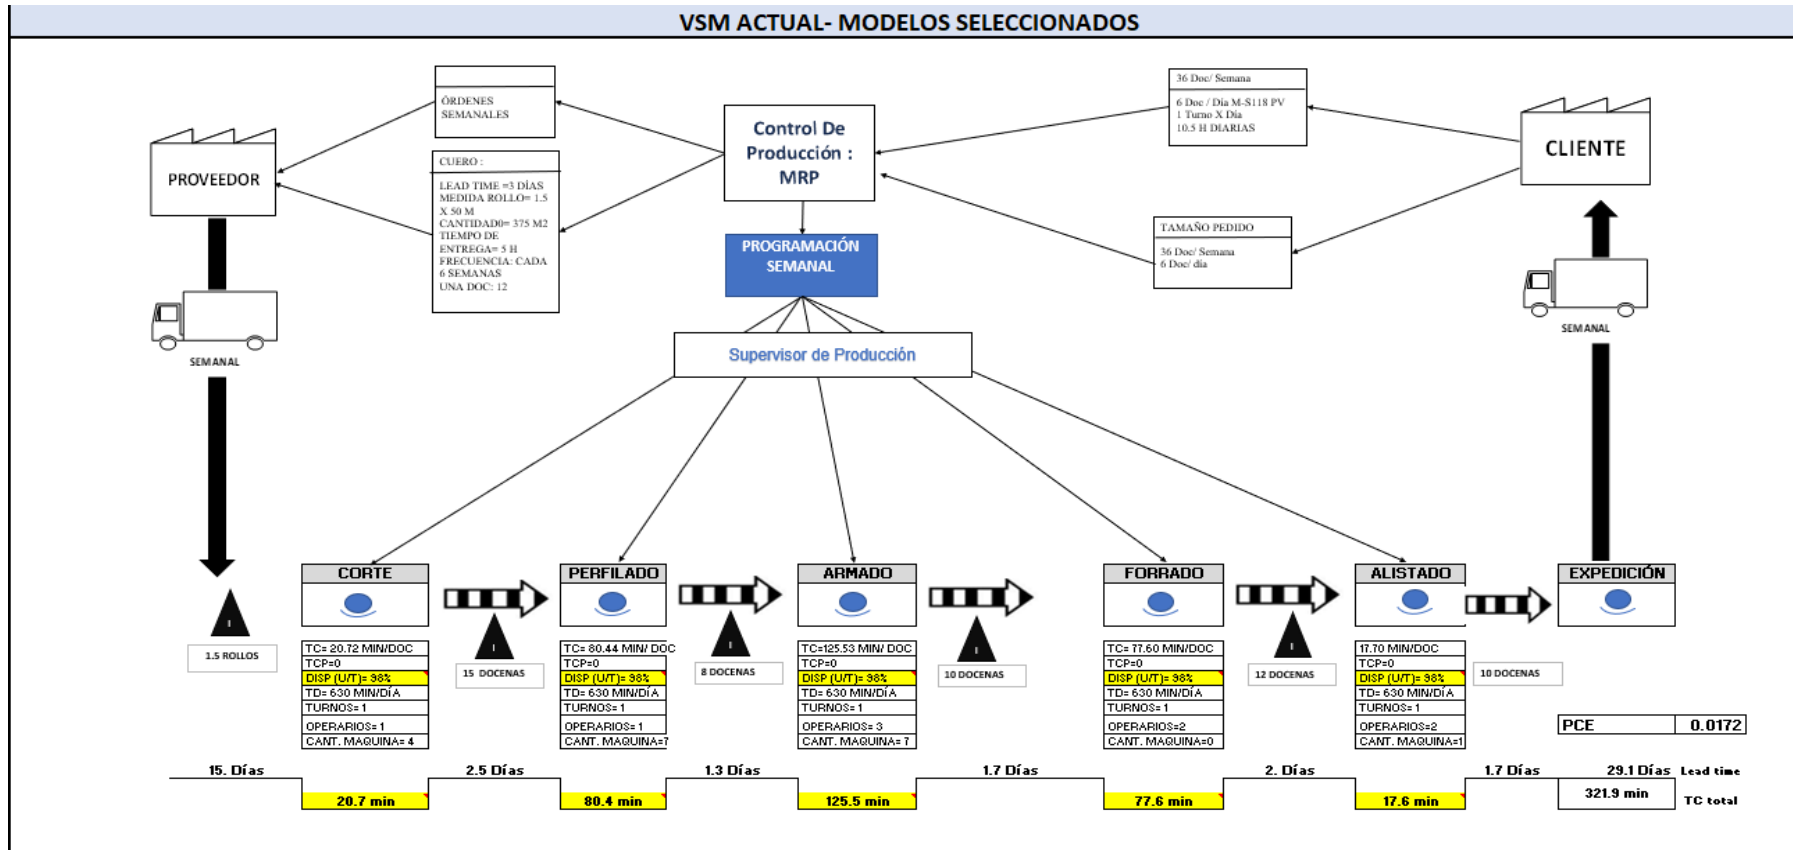 VSM ACTUAL- MODELOS SELECCIONADOS
PROVEEDOR
SEMANAL
ÓRDENES
SEMANALES
CUERO :
LEAD TIME =3 DÍAS
MEDIDA ROLLO= 1.5
X 50 M
CANTIDAD0= 375 M2
TIEMPO DE
ENTREGA= 5 H
FRECUENCIA: CADA
6 SEMANAS
UNA DOC: 12
Control De
Producción :
MRP
PROGRAMACIÓN
SEMANAL
Supervisor de Producción
36 Doc/ Semana
6 Doc / Día M-S118 PV
1 Turno X Día
10.5 H DIARIAS
TAMAÑO PEDIDO
36 Doc/ Semana
6 Doc/ día
CLIENTE
SEMANAL
I
1.5 ROLLOS
CORTE
TC= 20.72 MIN/DOC
TCP=0
DISP (U/T)= 98%
TD= 630 MIN/DÍA
TURNOS= 1
OPERARIOS= 1
CANT. MAQUINA= 4
I
15 DOCENAS
PERFILADO
TC= 80.44 MIN/ DOC
TCP=0
DISP (U/T)= 98%
TD= 630 MIN/DÍA
TURNOS= 1
OPERARIOS= 1
CANT. MAQUINA=7
I
8 DOCENAS
ARMADO
TC=125.53 MIN/ DOC
TCP=0
DISP (U/T)= 98%
TD= 630 MIN/DÍA
TURNOS= 1
OPERARIOS= 3
CANT. MAQUINA= 7
I
10 DOCENAS
FORRADO
TC= 77.60 MIN/DOC
TCP=0
DISP (U/T)= 98%
TD= 630 MIN/DÍA
TURNOS= 1
OPERARIOS=2
CANT. MAQUINA=0
I
12 DOCENAS
ALISTADO
17.70 MIN/DOC
TCP=0
DISP (U/T)= 98%
TD= 630 MIN/DÍA
TURNOS= 1
OPERARIOS=2
CANT. MAQUINA=1
10 DOCENAS
EXPEDICIÓN
PCE 0.0172
15. Días 2.5 Días 1.3 Días 1.7 Días 2. Días 1.7 Días 29.1 Días Lead time
20.7 min 80.4 min 125.5 min 77.6 min 17.6 min 321.9 min TC total